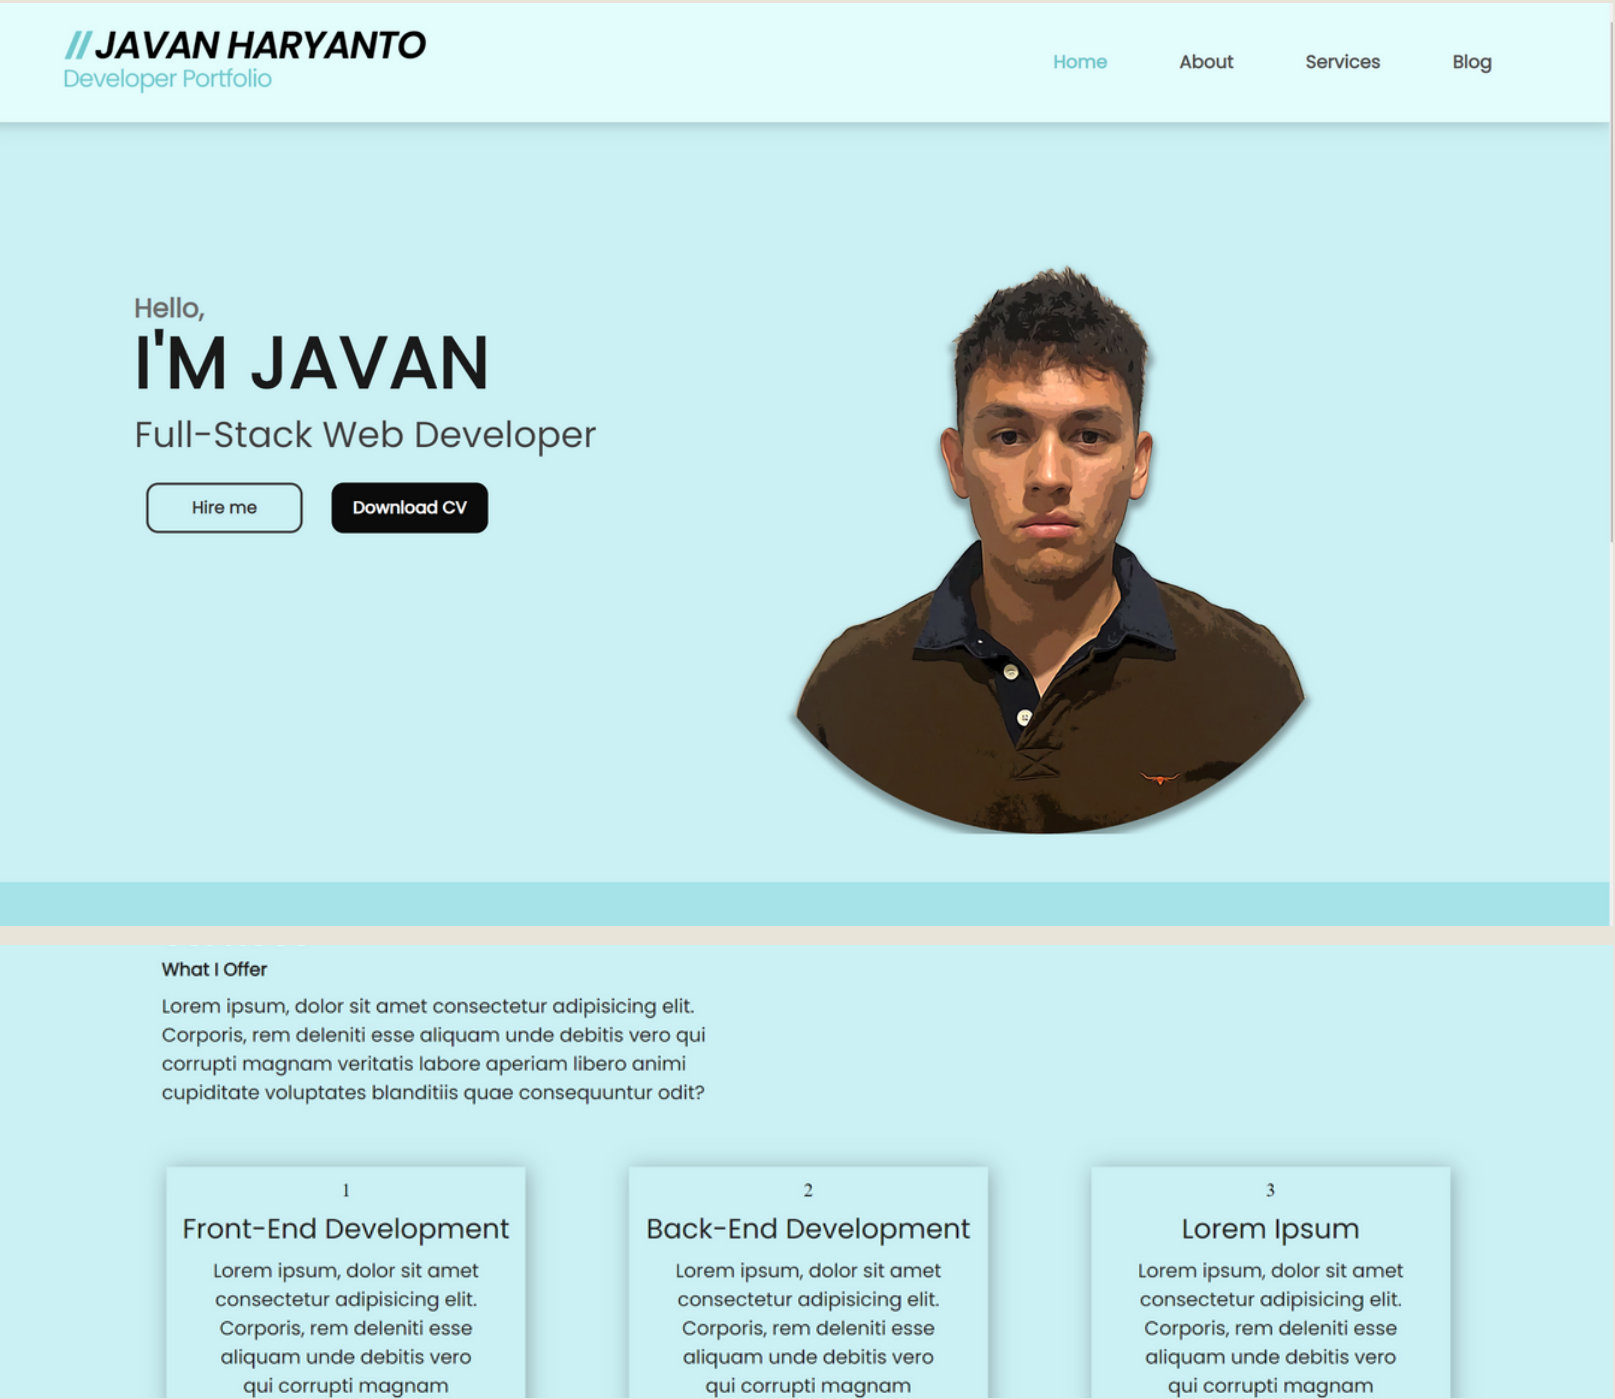 // JAVAN HARYANTO
Developer Portfolio
Home About Services Blog
Hello,
I'M JAVAN
Full-Stack Web Developer
Hire me Download CV
What I Offer
Lorem ipsum, dolor sit amet consectetur adipisicing elit.
Corporis, rem deleniti esse aliquam unde debitis vero qui
corrupti magnam veritatis labore aperiam libero animi
cupiditate voluptates blanditiis quae consequuntur odit?
1
Front-End Development
Lorem ipsum, dolor sit amet
consectetur adipisicing elit.
Corporis, rem deleniti esse
aliquam unde debitis vero
qui corrupti magnam
2
Back-End Development
Lorem ipsum, dolor sit amet
consectetur adipisicing elit.
Corporis, rem deleniti esse
aliquam unde debitis vero
qui corrupti magnam
3
Lorem Ipsum
Lorem ipsum, dolor sit amet
consectetur adipisicing elit.
Corporis, rem deleniti esse
aliquam unde debitis vero
qui corrupti magnam